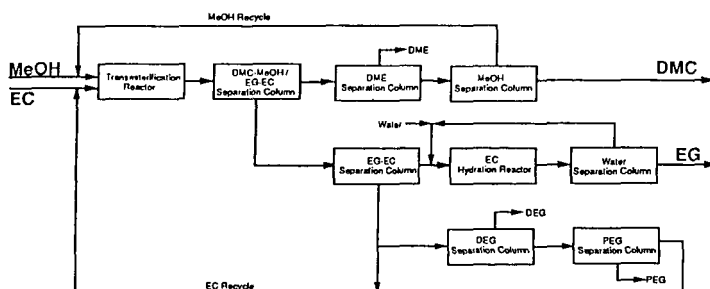 MeOH Recycle
MeOH
EC
Transesterification
Reactor
DMC-MeOH /
EG-EC
Separation Column
DME
DME
Separation Column
MeOH
Separation Column
DMC
Water
EG-EC
Separation Column
EC
Hydration Reactor
Water
Separation Column
EG
DEG
DEG
Separation Column
PEG
Separation Column
PEG
EC Recycle